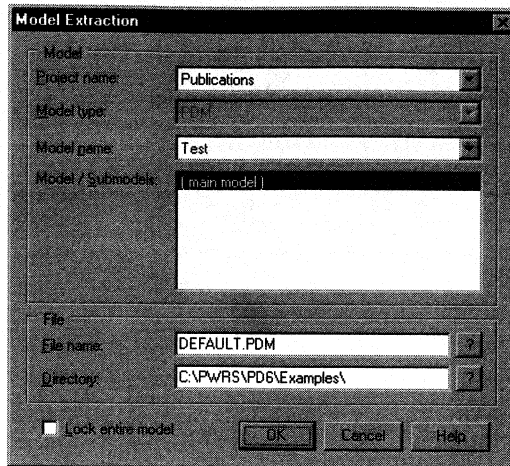 Model Extraction
Model
Project name: Publications
Model type: PDM
Model name: Test
Model / Submodels: ( main model )
File
File name: DEFAULT.PDM ?
Directory: C:\PWRS\PD6\Examples\ ?
Lock entire model OK Cancel Help